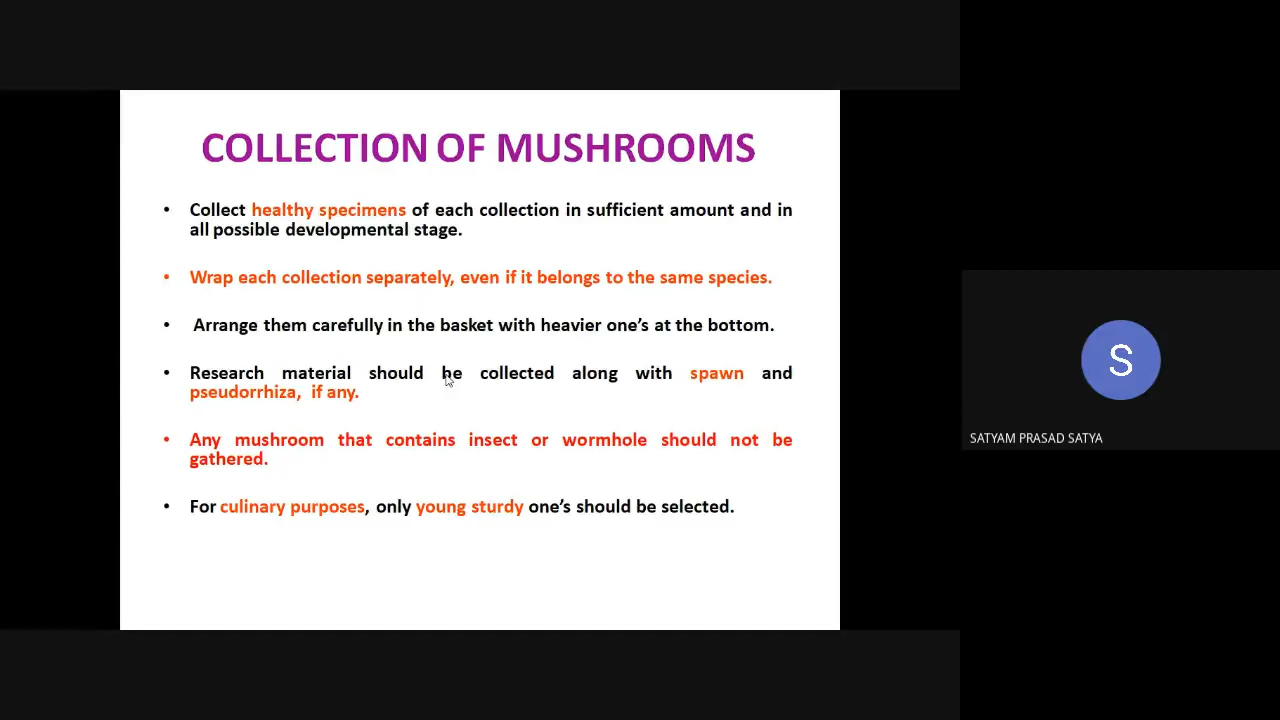 COLLECTION OF MUSHROOMS
• Collect healthy specimens of each collection in sufficient amount and in
all possible developmental stage.
• Wrap each collection separately, even if it belongs to the same species.
• Arrange them carefully in the basket with heavier one's at the bottom.
• Research material should be collected along with spawn and
pseudorrhiza, if any.
• Any mushroom that contains insect or wormhole should not be
gathered.
• For culinary purposes, only young sturdy one's should be selected.
S
SATYAM PRASAD SATYA